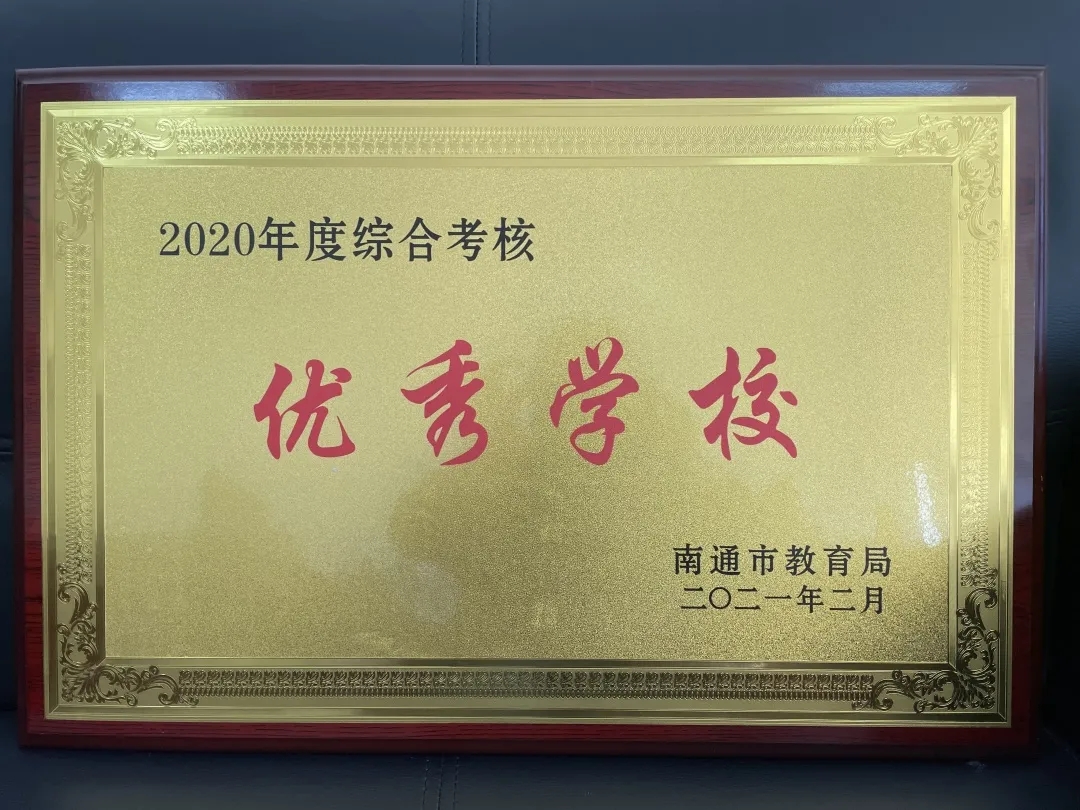 2020年度综合考核
优秀学校
南通市教育局
二〇二一年二月